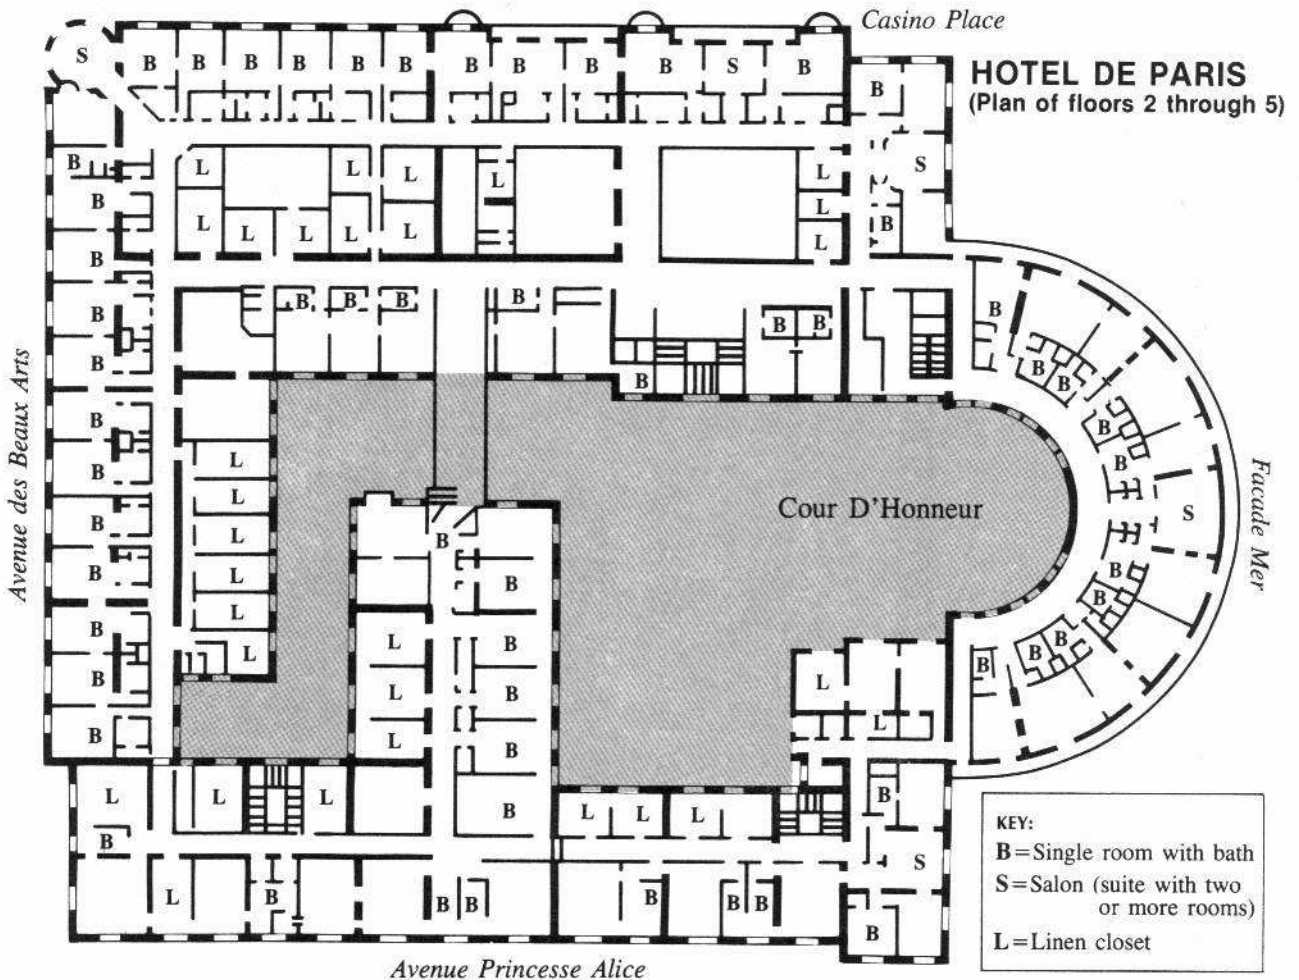 Casino Place
HOTEL DE PARIS
(Plan of floors 2 through 5)
S B B B B B B B B B B S B
B
B L L L L L S
B L
L L L L L B
L
B
B B B B B
B B B
B B B B
B B
B L B
L
B Cour D'Honneur S
L B
B L B B
L B
B L B B
L B B
B L B L
L
B L B
L L L B L L L B
B S
L B B B B B B
B
Avenue des Beaux Arts
Facade Mer
Avenue Princesse Alice
KEY:
B=Single room with bath
S=Salon (suite with two
or more rooms)
L=Linen closet